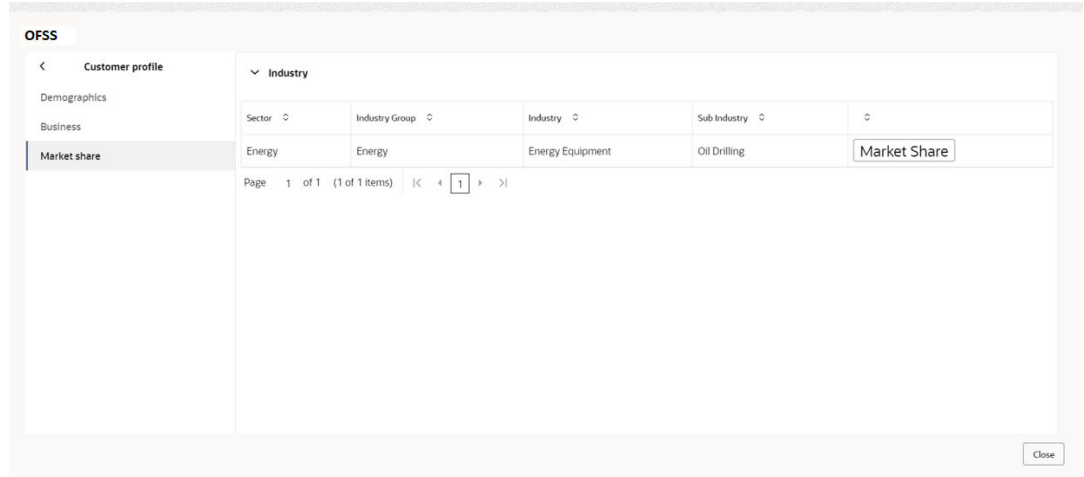 OFSS
Customer profile
Demographics
Business
Market share
Industry
Sector Industry Group Industry Sub Industry
Energy Energy Energy Equipment Oil Drilling Market Share
Page 1 of 1 (1 of 1 items) 1
Close